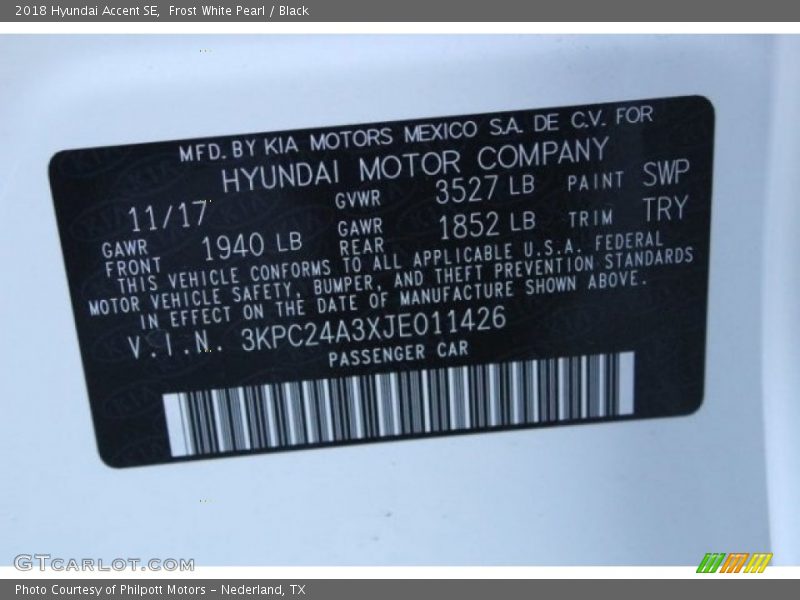 2018 Hyundai Accent SE,  Frost White Pearl / Black
MFD. BY KIA MOTORS MEXICO S.A. DE C.V. FOR
HYUNDAI MOTOR COMPANY
11/17 GVWR 3527 LB PAINT SWP
GAWR FRONT 1940 LB GAWR REAR 1852 LB TRIM TRY
THIS VEHICLE CONFORMS TO ALL APPLICABLE U.S.A. FEDERAL
MOTOR VEHICLE SAFETY, BUMPER, AND THEFT PREVENTION STANDARDS
IN EFFECT ON THE DATE OF MANUFACTURE SHOWN ABOVE.
V.I.N. 3KPC24A3XJE011426
PASSENGER CAR
GTCARLOT.COM
Photo Courtesy of Philpott Motors - Nederland, TX